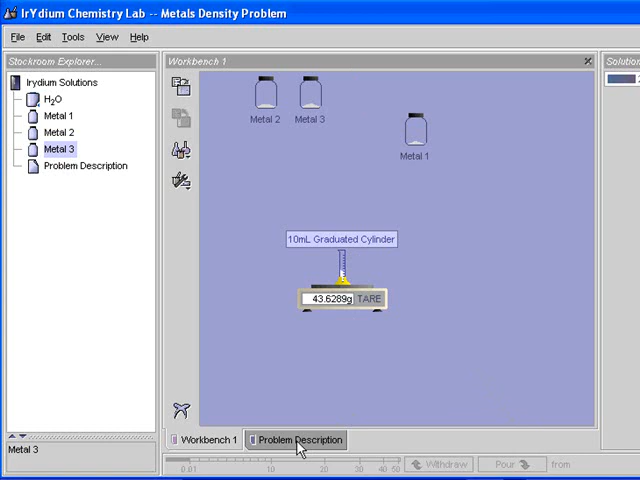 IrYdium Chemistry Lab -- Metals Density Problem
File Edit Tools View Help
Stockroom Explorer...
Workbench 1
Irydium Solutions
H₂O
Metal 1
Metal 2
Metal 3
Problem Description
Metal 2
Metal 3
Metal 1
10mL Graduated Cylinder
43.6289g TARE
Workbench 1
Problem Description
Metal 3
0.01 10 20 30 40 50
Withdraw
Pour
from